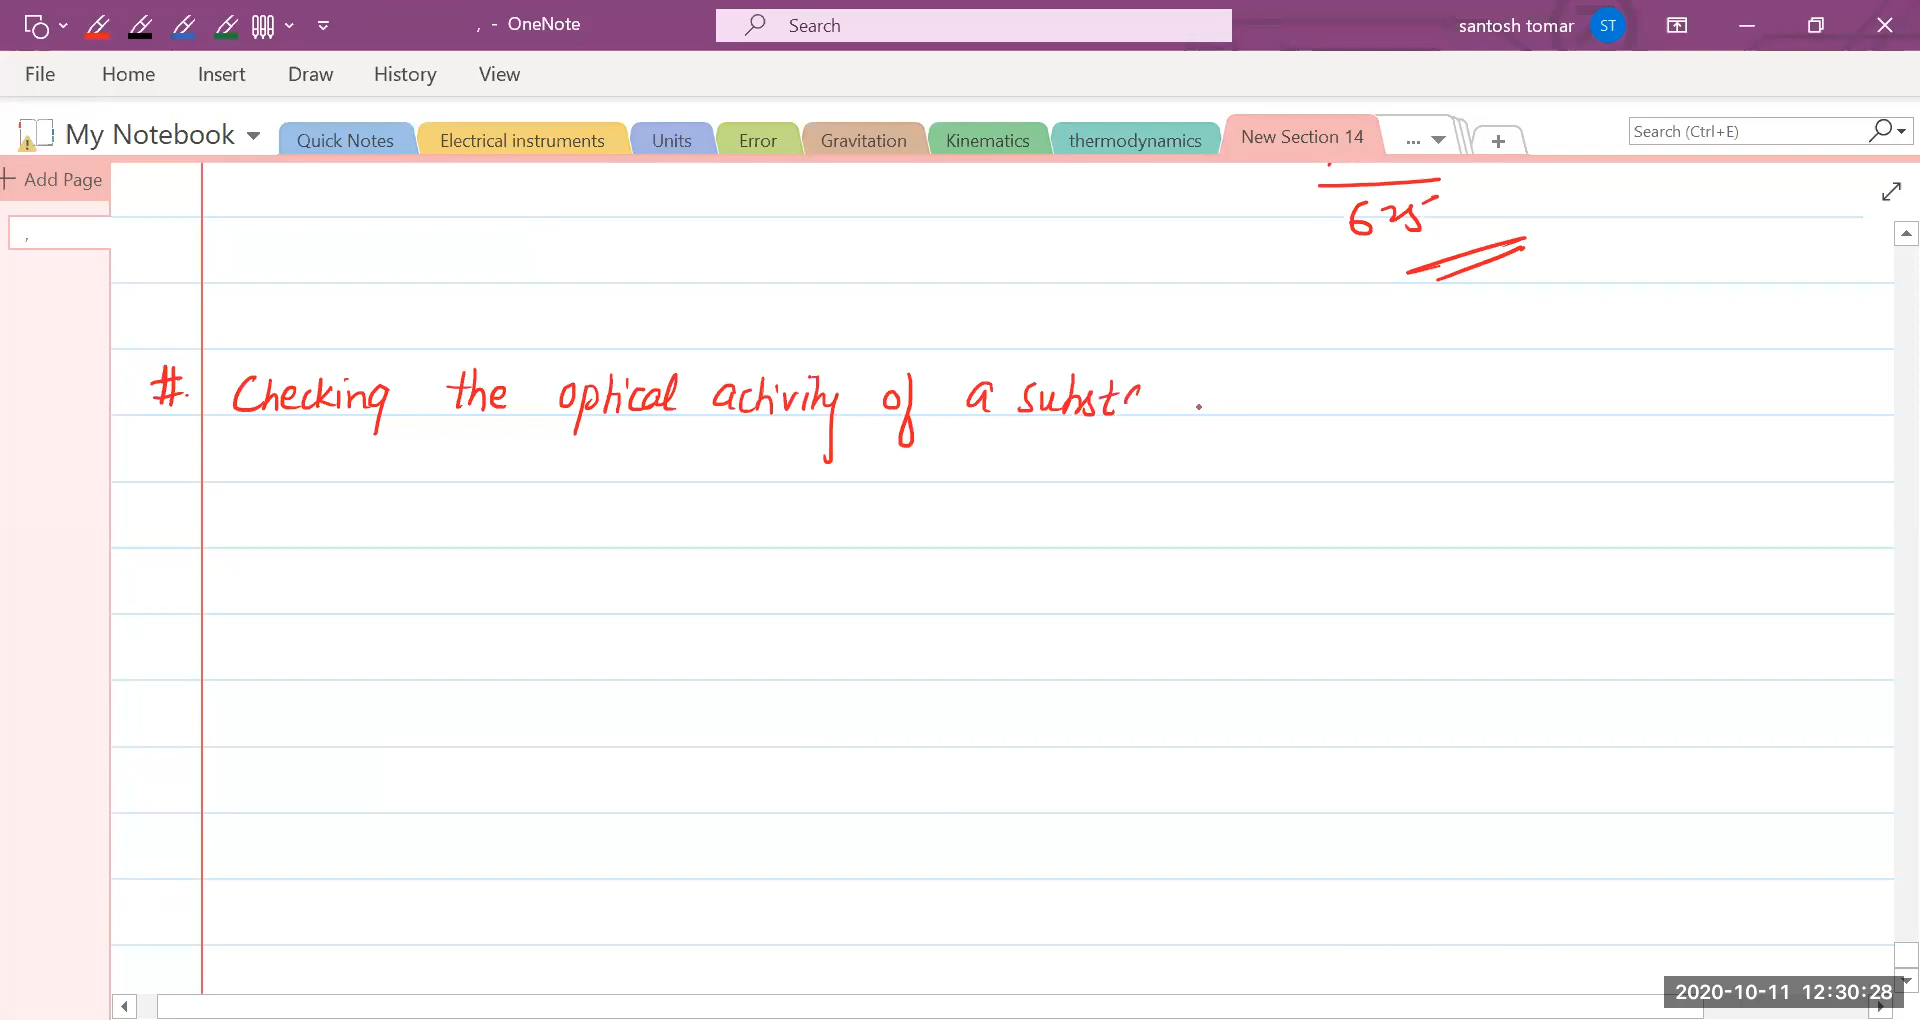 , - OneNote
Search
santosh tomar ST
File Home Insert Draw History View
My Notebook
Quick Notes Electrical instruments Units Error Gravitation Kinematics thermodynamics New Section 14 ... +
Search (Ctrl+E)
+ Add Page
,
625
#. Checking the optical activity of a subst
2020-10-11 12:30:28